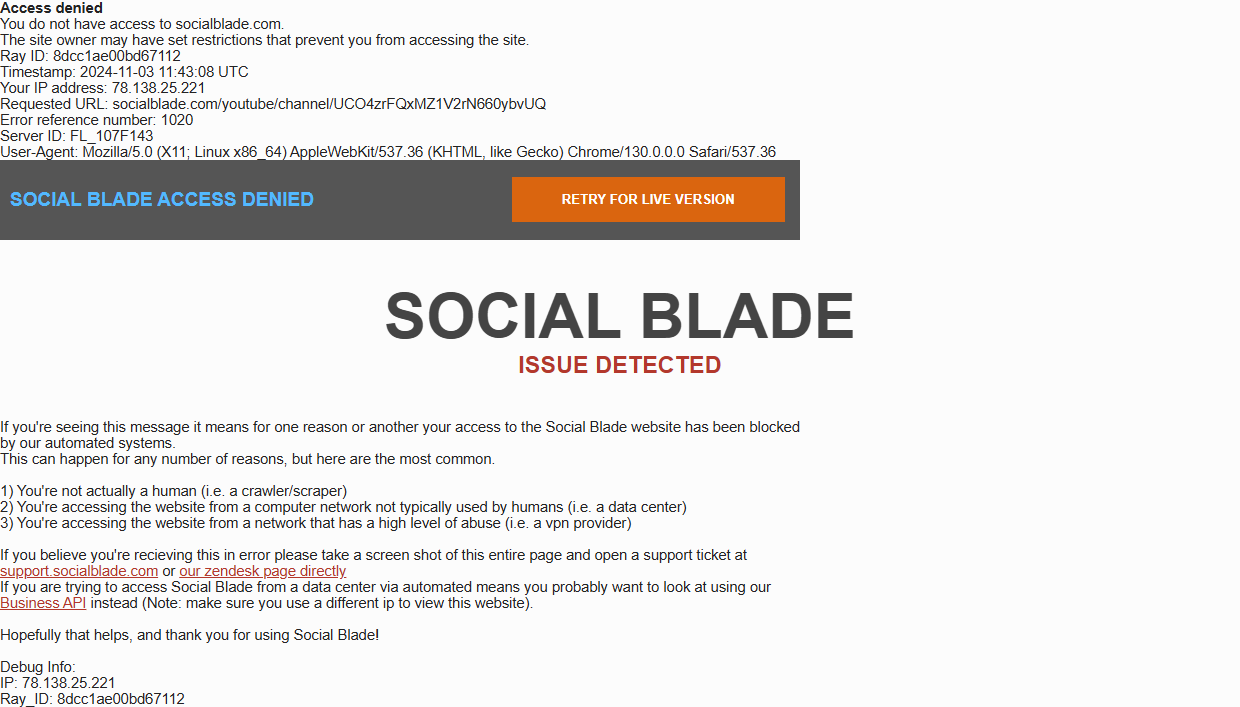 Access denied
You do not have access to socialblade.com.
The site owner may have set restrictions that prevent you from accessing the site.
Ray ID: 8dcc1ae00bd67112
Timestamp: 2024-11-03 11:43:08 UTC
Your IP address: 78.138.25.221
Requested URL: socialblade.com/youtube/channel/UCO4zrFQxMZ1V2rN660ybvUQ
Error reference number: 1020
Server ID: FL_107F143
User-Agent: Mozilla/5.0 (X11; Linux x86_64) AppleWebKit/537.36 (KHTML, like Gecko) Chrome/130.0.0.0 Safari/537.36
SOCIAL BLADE ACCESS DENIED
RETRY FOR LIVE VERSION
SOCIAL BLADE
ISSUE DETECTED
If you're seeing this message it means for one reason or another your access to the Social Blade website has been blocked
by our automated systems.
This can happen for any number of reasons, but here are the most common.
1) You're not actually a human (i.e. a crawler/scraper)
2) You're accessing the website from a computer network not typically used by humans (i.e. a data center)
3) You're accessing the website from a network that has a high level of abuse (i.e. a vpn provider)
If you believe you're recieving this in error please take a screen shot of this entire page and open a support ticket at
support.socialblade.com or our zendesk page directly
If you are trying to access Social Blade from a data center via automated means you probably want to look at using our
Business API instead (Note: make sure you use a different ip to view this website).
Hopefully that helps, and thank you for using Social Blade!
Debug Info:
IP: 78.138.25.221
Ray_ID: 8dcc1ae00bd67112